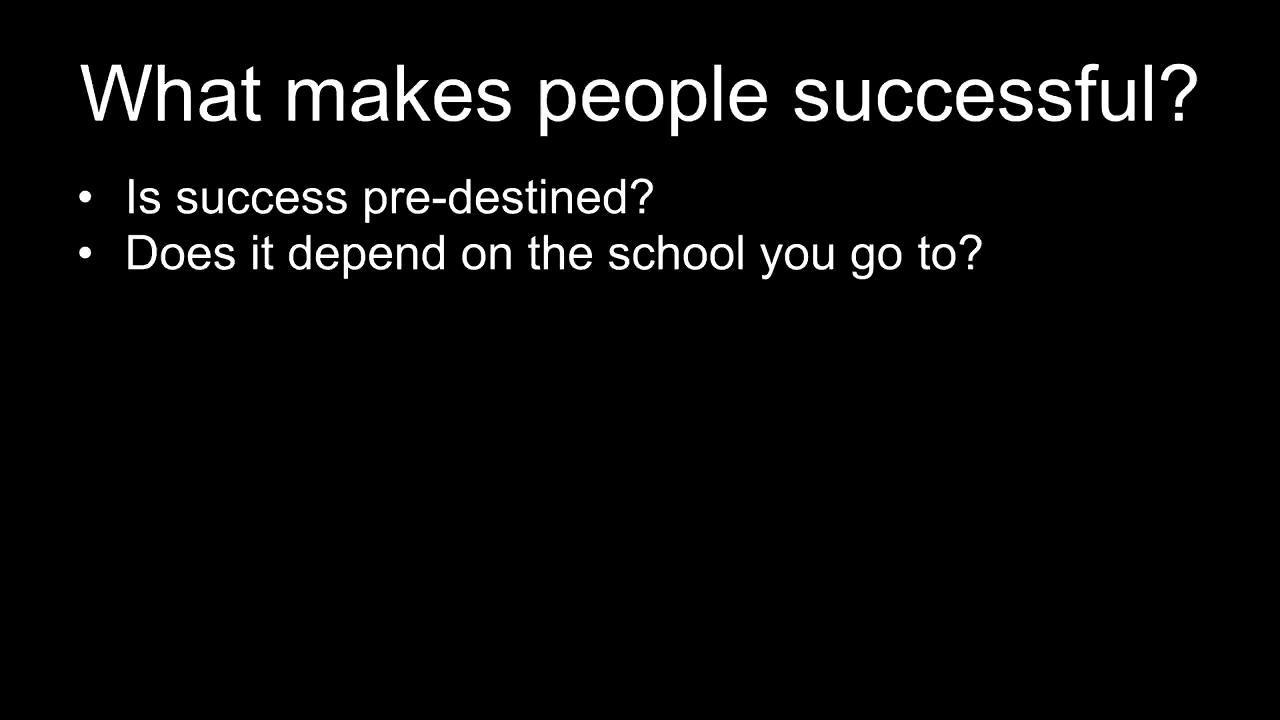 What makes people successful?
• Is success pre-destined?
• Does it depend on the school you go to?